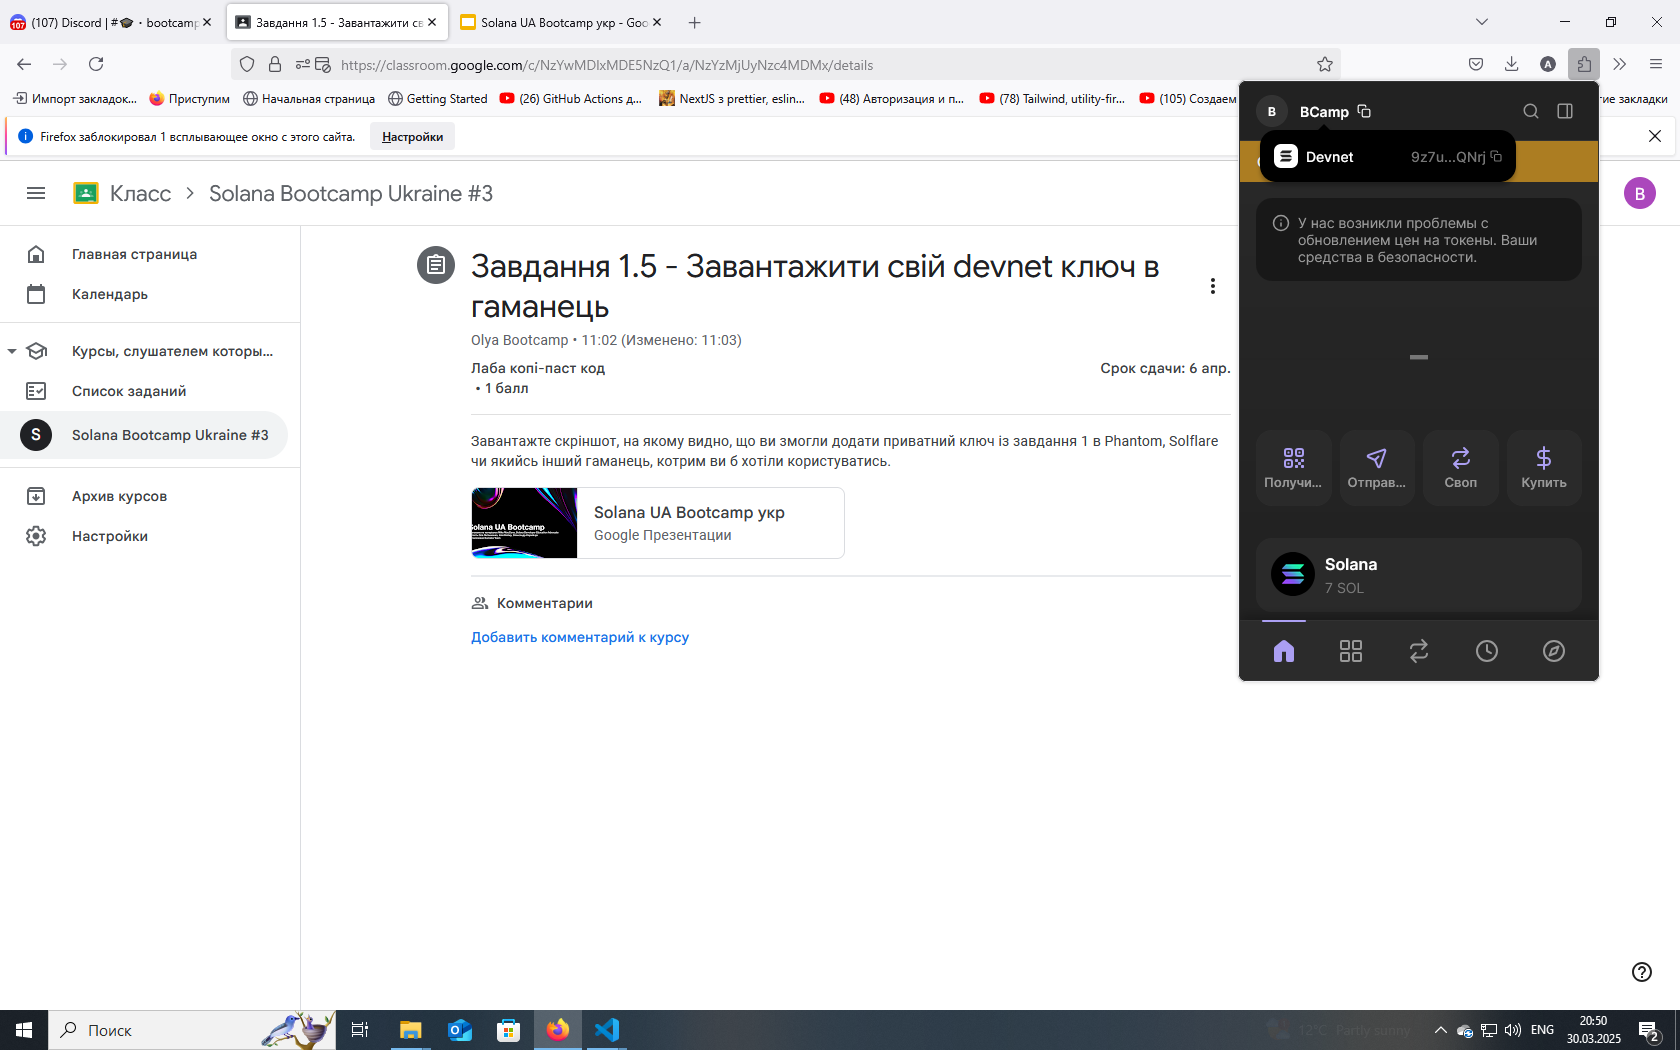 (107) Discord | #🎓・bootcamp
Завдання 1.5 - Завантажити св
Solana UA Bootcamp укр - Goo
https://classroom.google.com/c/NzYwMDIxMDE5NzQ1/a/NzYzMjUyNzc4MDMx/details
Импорт закладок...
Приступим
Начальная страница
Getting Started
(26) GitHub Actions д...
NextJS з prettier, eslin...
(48) Авторизация и п...
(78) Tailwind, utility-fir...
(105) Создаем
гие закладки
Firefox заблокировал 1 всплывающее окно с этого сайта.
Настройки
Класс
Solana Bootcamp Ukraine #3
B
Главная страница
Календарь
Курсы, слушателем которы...
Список заданий
S
Solana Bootcamp Ukraine #3
Архив курсов
Настройки
Завдання 1.5 - Завантажити свій devnet ключ в
гаманець
Olya Bootcamp • 11:02 (Изменено: 11:03)
Лаба копі-паст код
• 1 балл
Срок сдачи: 6 апр.
Завантажте скріншот, на якому видно, що ви змогли додати приватний ключ із завдання 1 в Phantom, Solflare
чи якийсь інший гаманець, котрим ви б хотіли користуватись.
Solana UA Bootcamp
Solana UA Bootcamp укр
Google Презентации
Комментарии
Добавить комментарий к курсу
B
BCamp
Devnet
9z7u...QNrj
У нас возникли проблемы с
обновлением цен на токены. Ваши
средства в безопасности.
Получи...
Отправ...
Своп
Купить
Solana
7 SOL
Поиск
12°C Partly sunny
ENG
20:50
30.03.2025
2